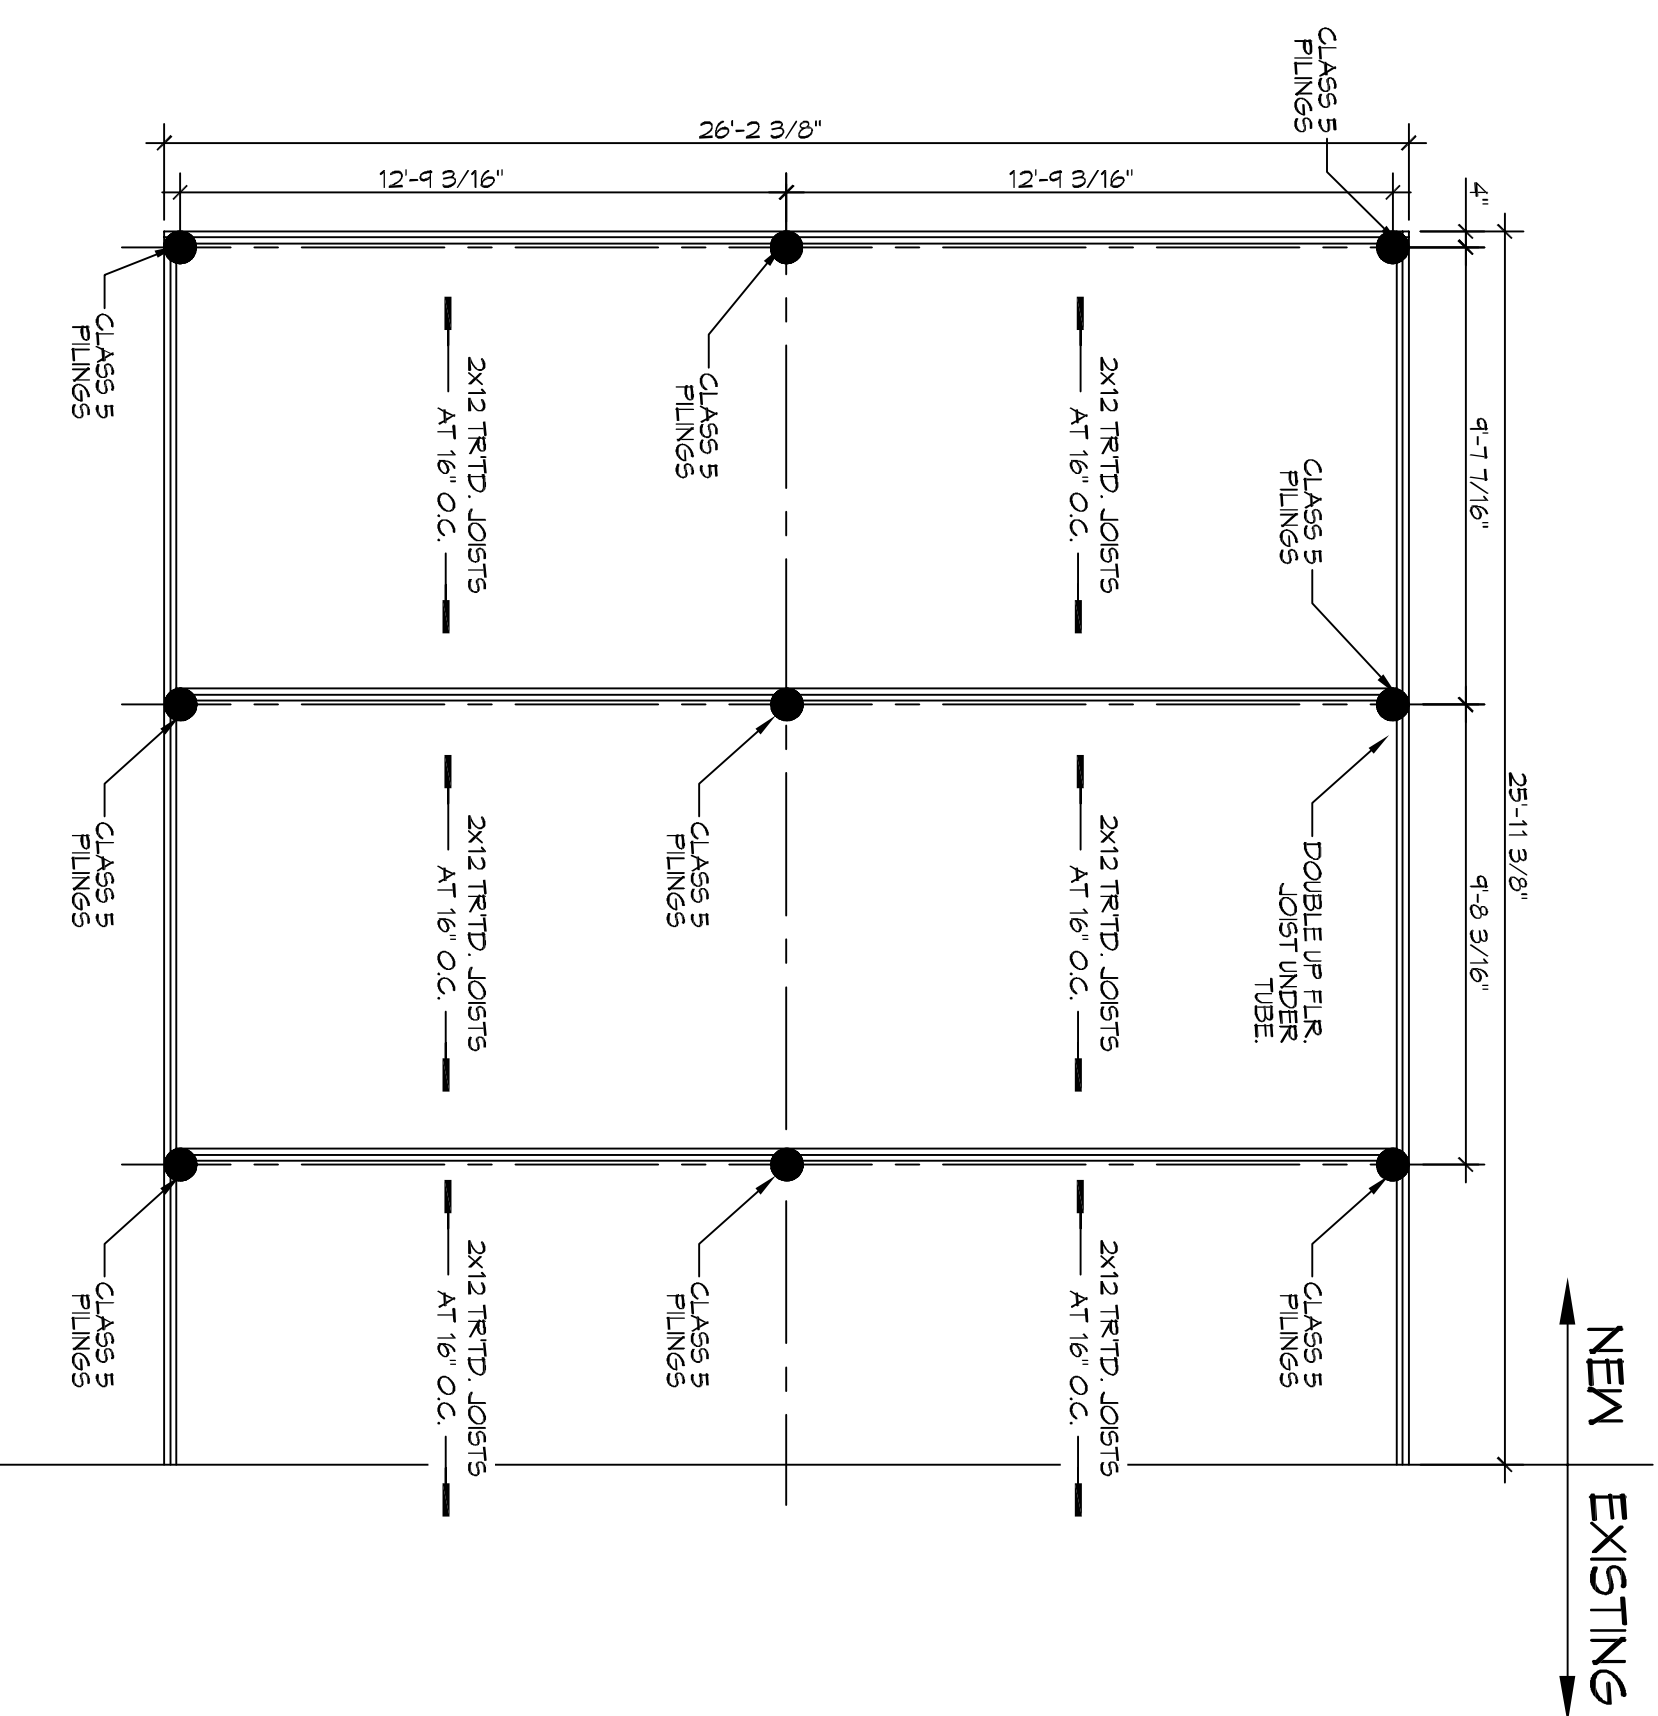 CLASS 5
PILINGS
26'-2 3/8"
12'-9 3/16"
12'-9 3/16"
4"
CLASS 5
PILINGS
CLASS 5
PILINGS
2x12 TR'TD. JOISTS
AT 16" O.C.
2x12 TR'TD. JOISTS
AT 16" O.C.
CLASS 5
PILINGS
9'-7 7/16"
25'-11 3/8"
CLASS 5
PILINGS
CLASS 5
PILINGS
2x12 TR'TD. JOISTS
AT 16" O.C.
2x12 TR'TD. JOISTS
AT 16" O.C.
DOUBLE UP FLR.
JOIST UNDER
TUBE.
9'-8 3/16"
CLASS 5
PILINGS
CLASS 5
PILINGS
2x12 TR'TD. JOISTS
AT 16" O.C.
2x12 TR'TD. JOISTS
AT 16" O.C.
CLASS 5
PILINGS
NEW
EXISTING